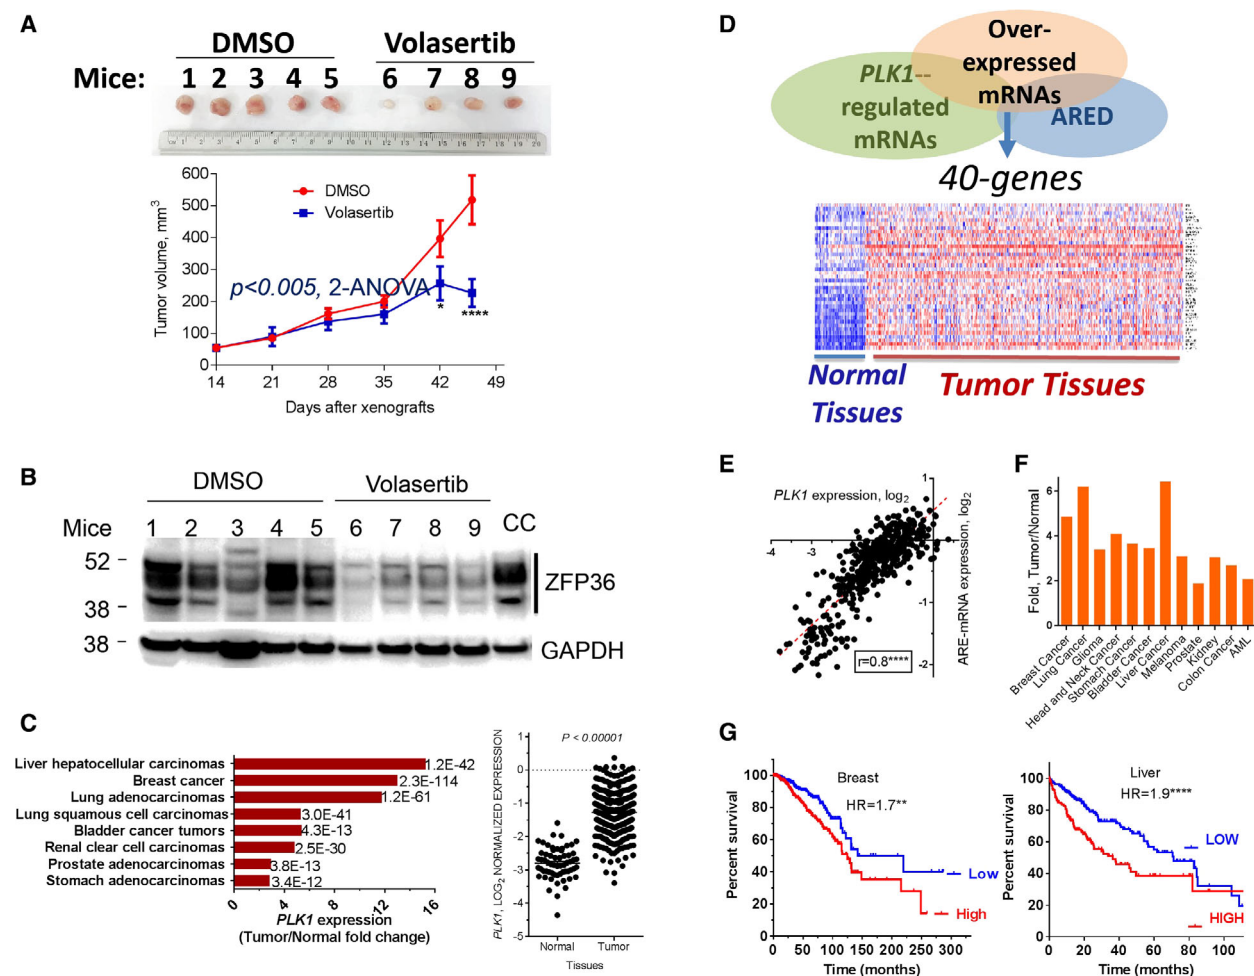 A
DMSO Volasertib
Mice: 1 2 3 4 5 6 7 8 9
Tumor volume, mm3
600
500
400
300
200
100
0
DMSO
Volasertib
p<0.005, 2-ANOVA
*
****
14 21 28 35 42 49
Days after xenografts
B
DMSO Volasertib
Mice 1 2 3 4 5 6 7 8 9 CC
52
38
ZFP36
38
GAPDH
C
Liver hepatocellular carcinomas 1.2E-42
Breast cancer 2.3E-114
Lung adenocarcinomas 1.2E-61
Lung squamous cell carcinomas 3.0E-41
Bladder cancer tumors 4.3E-13
Renal clear cell carcinomas 2.5E-30
Prostate adenocarcinomas 3.8E-13
Stomach adenocarcinomas 3.4E-12
0 4 8 12 16
PLK1 expression
(Tumor/Normal fold change)
PLK1, LOG2 NORMALIZED EXPRESSION
P < 0.00001
1
0
-1
-2
-3
-4
-5
Normal Tumor
Tissues
D
Over-
expressed
mRNAs
PLK1--
regulated
mRNAs
ARED
40-genes
Normal
Tissues
Tumor Tissues
E
PLK1 expression, log2
1
-4 -3 0
-1
-2
ARE-mRNA expression, log2
r=0.8****
F
Fold, Tumor/Normal
6
4
2
0
Breast Cancer
Lung Cancer
Glioma
Head and Neck Cancer
Stomach Cancer
Bladder Cancer
Liver Cancer
Melanoma
Prostate
Kidney
Colon Cancer
AML
G
Percent survival
100
80
60
40
20
0
Breast
HR=1.7**
Low
High
0 50 100 150 200 250 300
Time (months)
Percent survival
100
80
60
40
20
0
Liver
HR=1.9****
LOW
HIGH
0 20 40 60 80 100
Time (months)